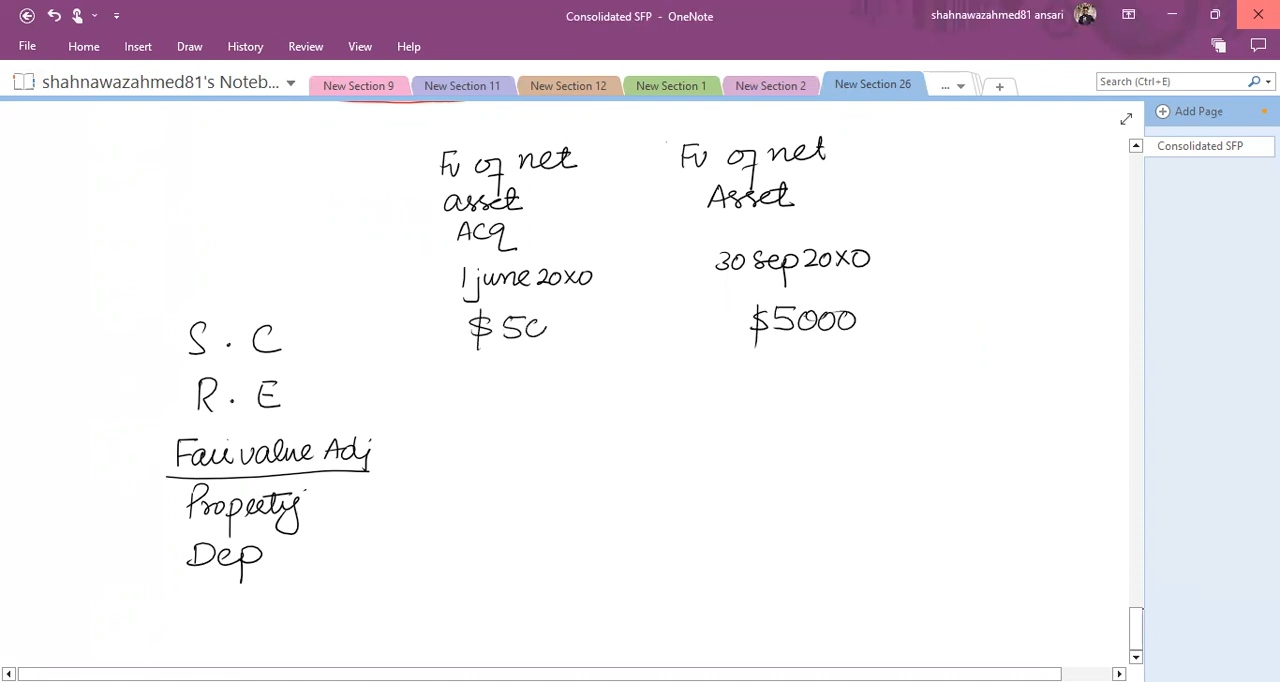 Consolidated SFP - OneNote
shahnawazahmed81 ansari
File Home Insert Draw History Review View Help
shahnawazahmed81's Noteb...
New Section 9 New Section 11 New Section 12 New Section 1 New Section 2 New Section 26 ...
Search (Ctrl+E)
Add Page
Consolidated SFP
Fv of net
asset
ACQ
1 june 20X0
$ 50
Fv of net
Asset
30 Sep 20X0
$5000
S. C
R. E
Fair value Adj
Property
Dep